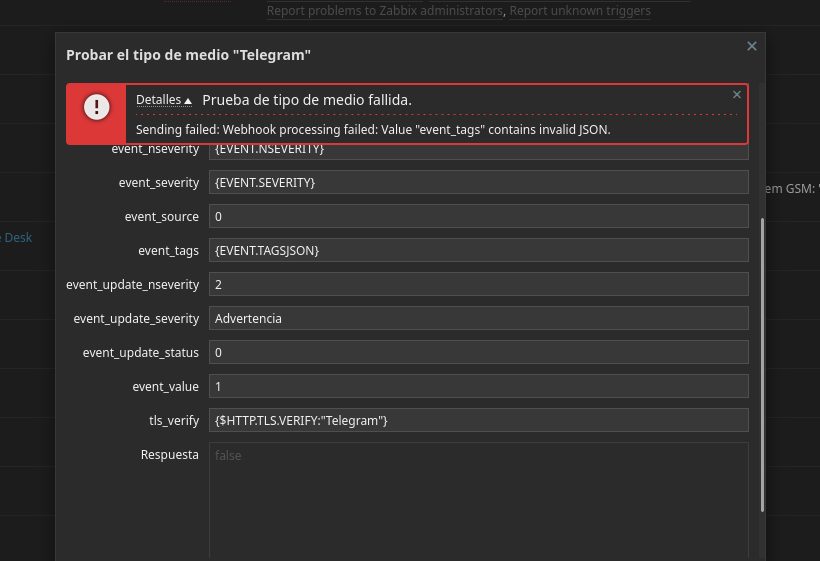 Report problems to Zabbix administrators, Report unknown triggers
Probar el tipo de medio "Telegram"
Detalles Prueba de tipo de medio fallida.
Sending failed: Webhook processing failed: Value "event_tags" contains invalid JSON.
event_nseverity {EVENT.NSEVERITY}
event_severity {EVENT.SEVERITY}
em GSM: "
event_source 0
e Desk
event_tags {EVENT.TAGSJSON}
event_update_nseverity 2
event_update_severity Advertencia
event_update_status 0
event_value 1
tls_verify {$HTTP.TLS.VERIFY:"Telegram"}
Respuesta false